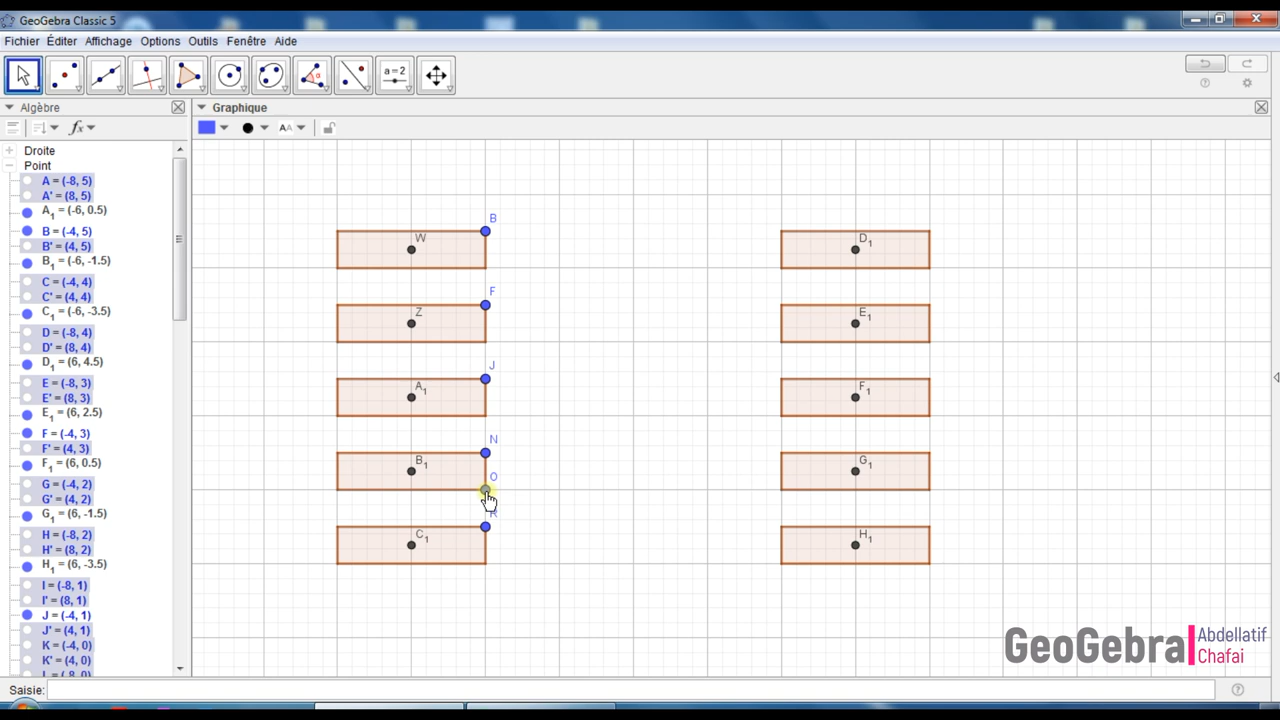 GeoGebra Classic 5
Fichier Éditer Affichage Options Outils Fenêtre Aide
a = 2
Algèbre
Graphique
fx
AA
Droite
Point
A = (-8, 5)
A' = (8, 5)
A1 = (-6, 0.5)
B = (-4, 5)
B' = (4, 5)
B1 = (-6, -1.5)
C = (-4, 4)
C' = (4, 4)
C1 = (-6, -3.5)
D = (-8, 4)
D' = (8, 4)
D1 = (6, 4.5)
E = (-8, 3)
E' = (8, 3)
E1 = (6, 2.5)
F = (-4, 3)
F' = (4, 3)
F1 = (6, 0.5)
G = (-4, 2)
G' = (4, 2)
G1 = (6, -1.5)
H = (-8, 2)
H' = (8, 2)
H1 = (6, -3.5)
I = (-8, 1)
I' = (8, 1)
J = (-4, 1)
J' = (4, 1)
K = (-4, 0)
K' = (4, 0)
B
W
D1
F
Z
E1
J
A1
F1
N
B1
G1
O
R
C1
H1
GeoGebra
Abdellatif
Chafai
Saisie: